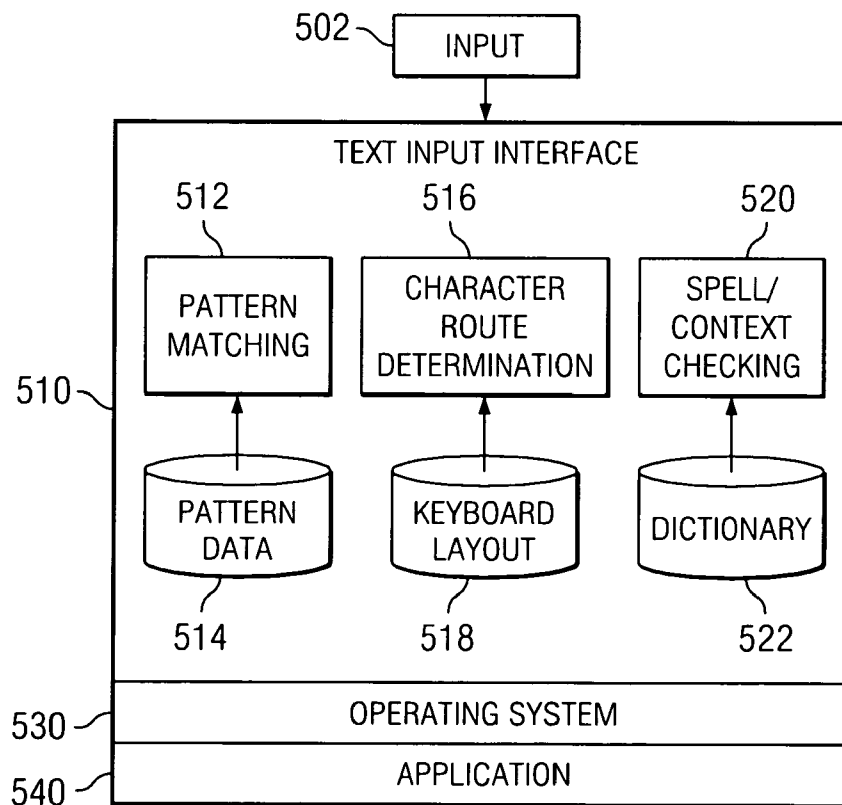 502
INPUT
TEXT INPUT INTERFACE
512
516
520
PATTERN
MATCHING
CHARACTER
ROUTE
DETERMINATION
SPELL/
CONTEXT
CHECKING
510
PATTERN
DATA
KEYBOARD
LAYOUT
DICTIONARY
514
518
522
530
OPERATING SYSTEM
540
APPLICATION